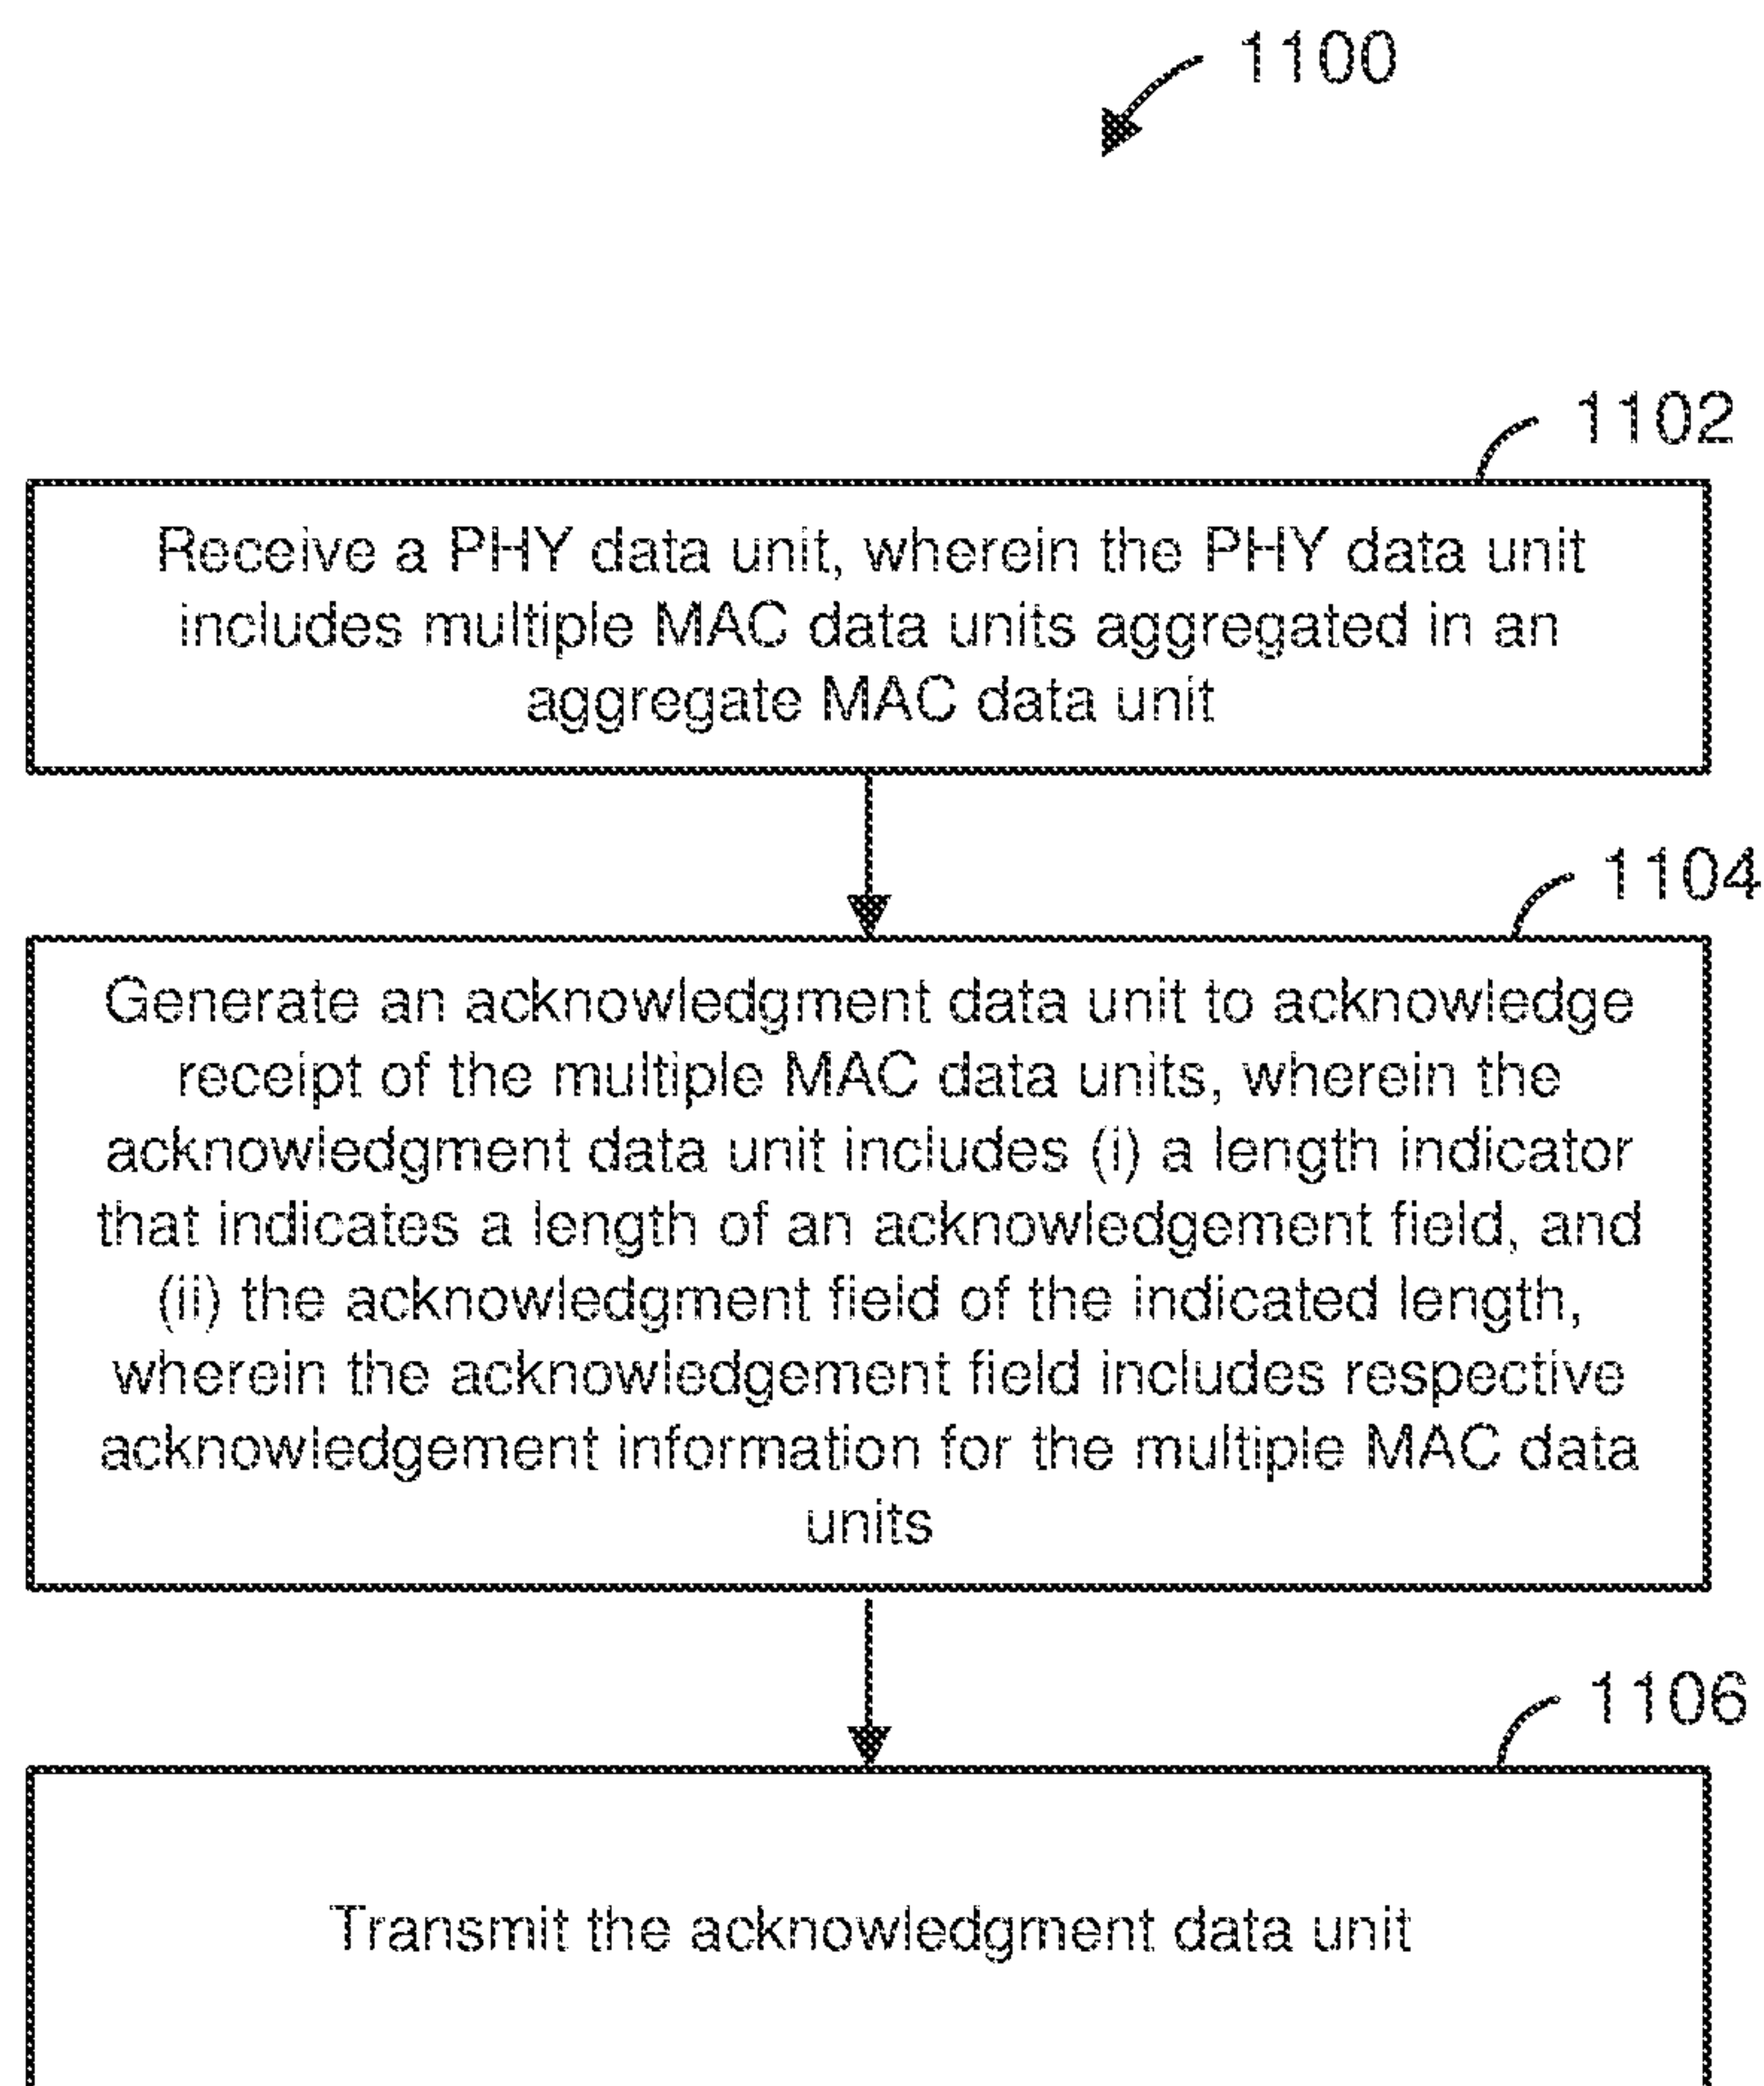 1100
1102
Receive a PHY data unit, wherein the PHY data unit
includes multiple MAC data units aggregated in an
aggregate MAC data unit
1104
Generate an acknowledgment data unit to acknowledge
receipt of the multiple MAC data units, wherein the
acknowledgment data unit includes (i) a length indicator
that indicates a length of an acknowledgement field, and
(ii) the acknowledgment field of the indicated length,
wherein the acknowledgement field includes respective
acknowledgement information for the multiple MAC data
units
1106
Transmit the acknowledgment data unit